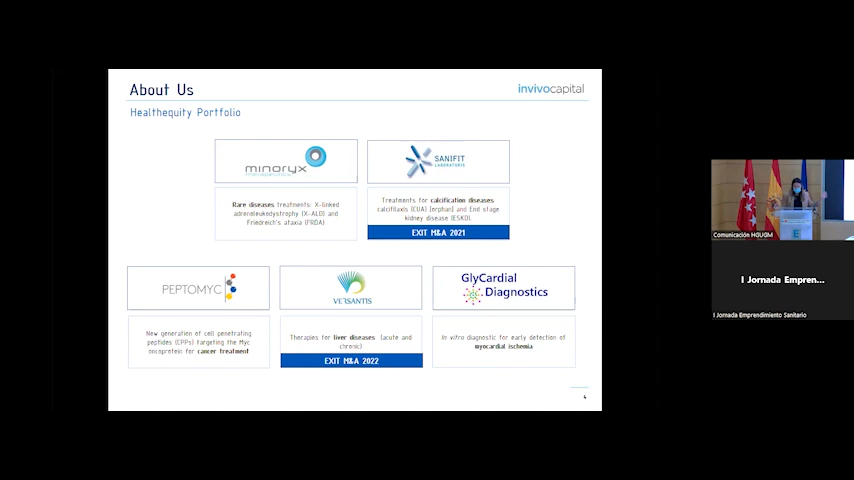 About Us
invivocapital
Healthequity Portfolio
minoryx
therapeutics
SANIFIT
LABORATORIS
Rare diseases treatments: X-linked
adrenoleukodystrophy (X-ALD) and
Friedreich's ataxia (FRDA)
Treatments for calcification diseases
calcifilaxis (CUA) [orphan] and End stage
kidney disease (ESKD)
EXIT M&A 2021
PEPTOMYC
VERSANTIS
GlyCardial
Diagnostics
New generation of cell penetrating
peptides (CPPs) targeting the Myc
oncoprotein for cancer treatment
Therapies for liver diseases (acute and
chronic)
EXIT M&A 2022
In vitro diagnostic for early detection of
myocardial ischemia
4
Comunicación HGUGM
I Jornada Empren...
I Jornada Emprendimiento Sanitario